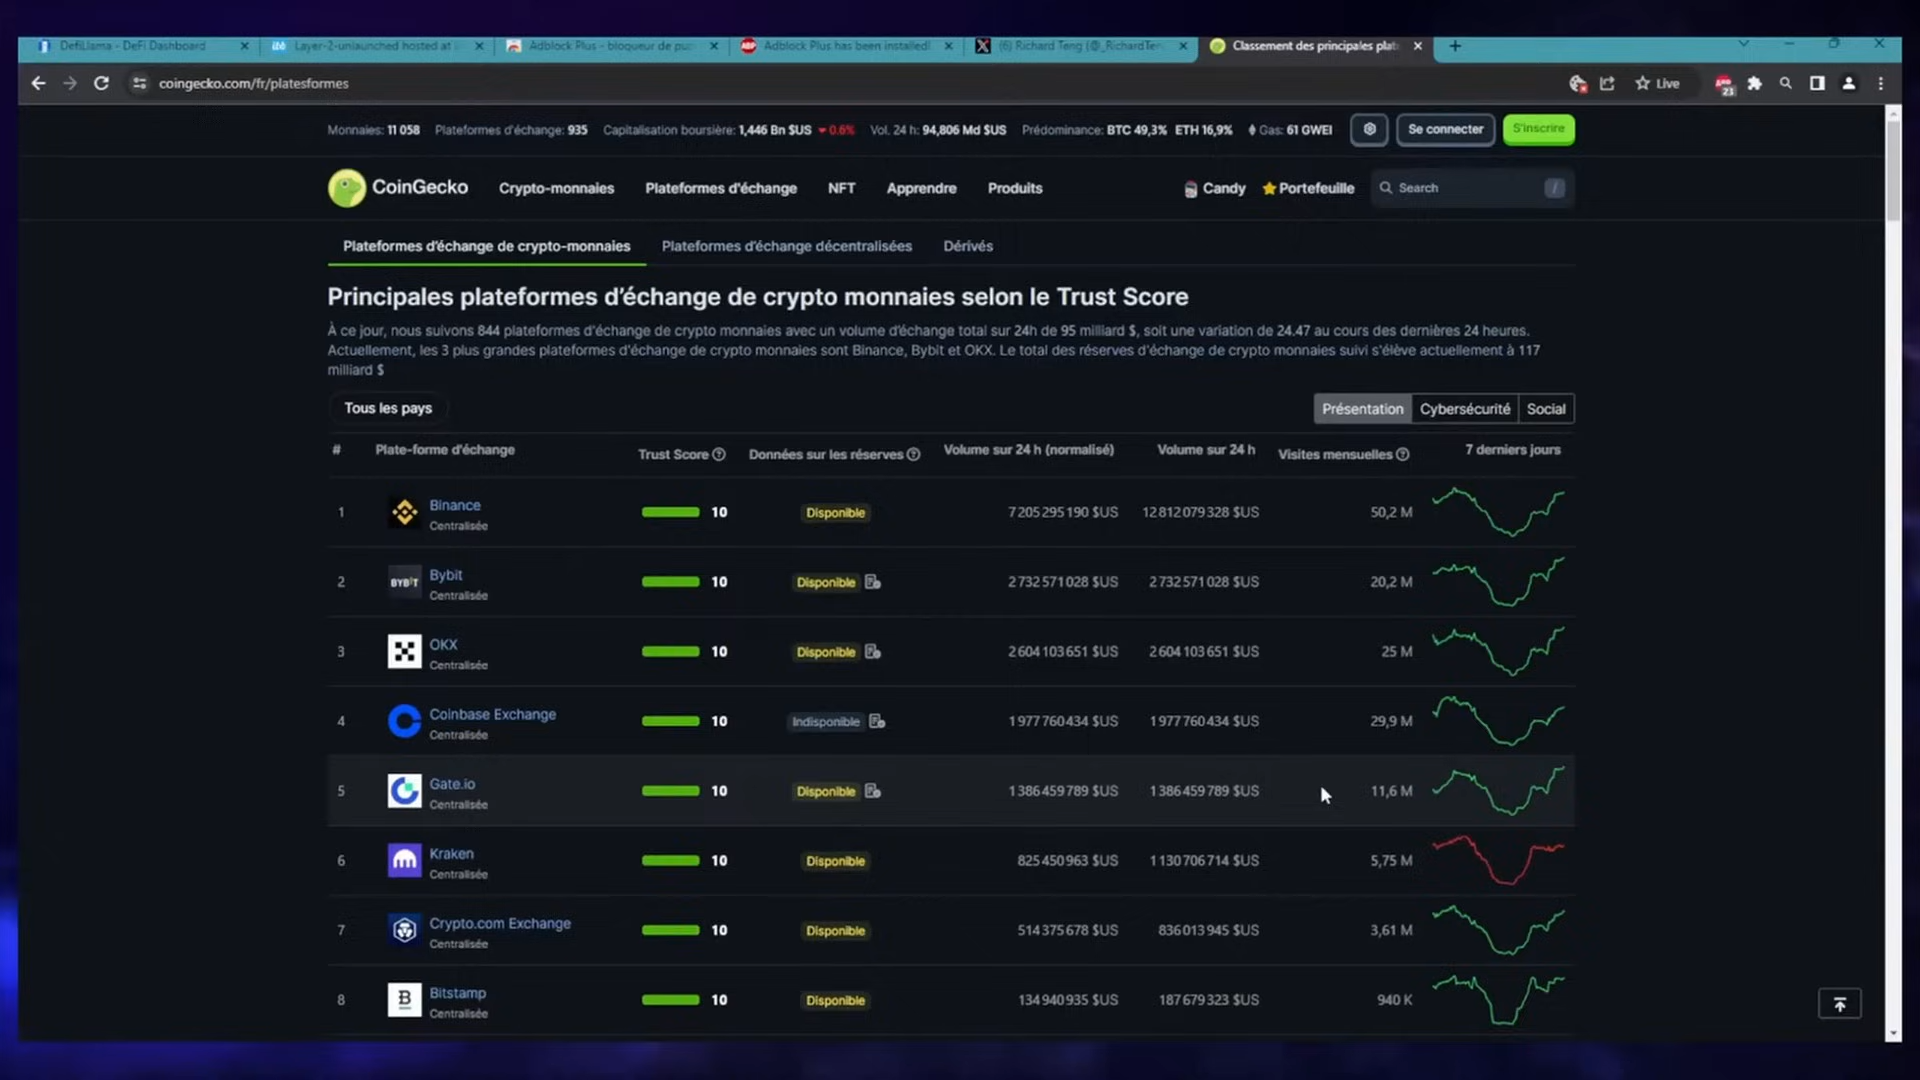 DefiLlama - DeFi Dashboard
Layer-2-unlaunched hosted at
Adblock Plus - bloqueur de pu
Adblock Plus has been installed!
(6) Richard Teng (@_RichardTen
Classement des principales plat
coingecko.com/fr/platesformes
Live
23
Monnaies: 11 058 Plateformes d'échange: 935 Capitalisation boursière: 1,446 Bn $US 0.6% Vol. 24 h: 94,806 Md $US Prédominance: BTC 49,3% ETH 16,9% Gas: 61 GWEI
Se connecter
S'inscrire
CoinGecko
Crypto-monnaies
Plateformes d'échange
NFT
Apprendre
Produits
Candy
Portefeuille
Search /
Plateformes d'échange de crypto-monnaies
Plateformes d'échange décentralisées
Dérivés
Principales plateformes d'échange de crypto monnaies selon le Trust Score
À ce jour, nous suivons 844 plateformes d'échange de crypto monnaies avec un volume d'échange total sur 24h de 95 milliard $, soit une variation de 24.47 au cours des dernières 24 heures.
Actuellement, les 3 plus grandes plateformes d'échange de crypto monnaies sont Binance, Bybit et OKX. Le total des réserves d'échange de crypto monnaies suivi s'élève actuellement à 117
milliard $
Tous les pays
Présentation Cybersécurité Social
# Plate-forme d'échange Trust Score Données sur les réserves Volume sur 24 h (normalisé) Volume sur 24 h Visites mensuelles 7 derniers jours
1 Binance 10 Disponible 7 205 295 190 $US 12 812 079 328 $US 50,2 M
Centralisée
2 Bybit 10 Disponible 2 732 571 028 $US 2 732 571 028 $US 20,2 M
Centralisée
3 OKX 10 Disponible 2 604 103 651 $US 2 604 103 651 $US 25 M
Centralisée
4 Coinbase Exchange 10 Indisponible 1 977 760 434 $US 1 977 760 434 $US 29,9 M
Centralisée
5 Gate.io 10 Disponible 1 386 459 789 $US 1 386 459 789 $US 11,6 M
Centralisée
6 Kraken 10 Disponible 825 450 963 $US 1 130 706 714 $US 5,75 M
Centralisée
7 Crypto.com Exchange 10 Disponible 514 375 678 $US 836 013 945 $US 3,61 M
Centralisée
8 Bitstamp 10 Disponible 134 940 935 $US 187 679 323 $US 940 K
Centralisée